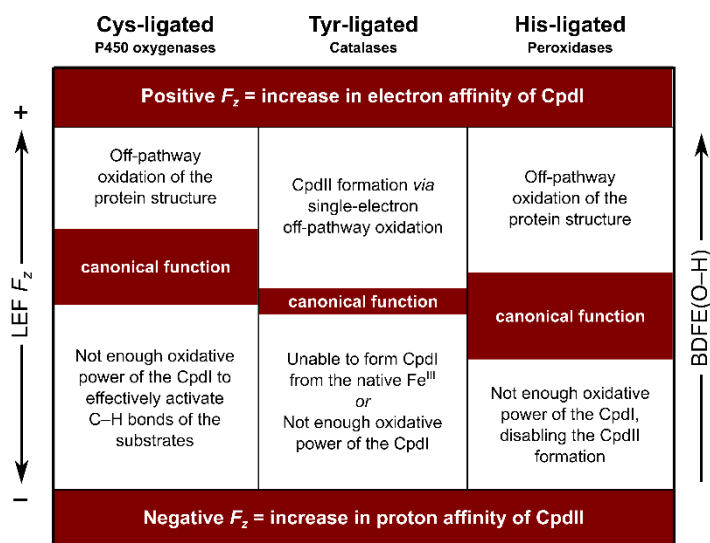 Cys-ligated
P450 oxygenases
Tyr-ligated
Catalases
His-ligated
Peroxidases
Positive Fz = increase in electron affinity of CpdI
+
LEF Fz
–
Off-pathway
oxidation of the
protein structure
canonical function
Not enough oxidative
power of the CpdI to
effectively activate
C–H bonds of the
substrates
CpdII formation via
single-electron
off-pathway oxidation
canonical function
Unable to form CpdI
from the native FeIII
or
Not enough oxidative
power of the CpdI
Off-pathway
oxidation of the
protein structure
canonical function
Not enough oxidative
power of the CpdI,
disabling the CpdII
formation
BDFE(O–H)
Negative Fz = increase in proton affinity of CpdII